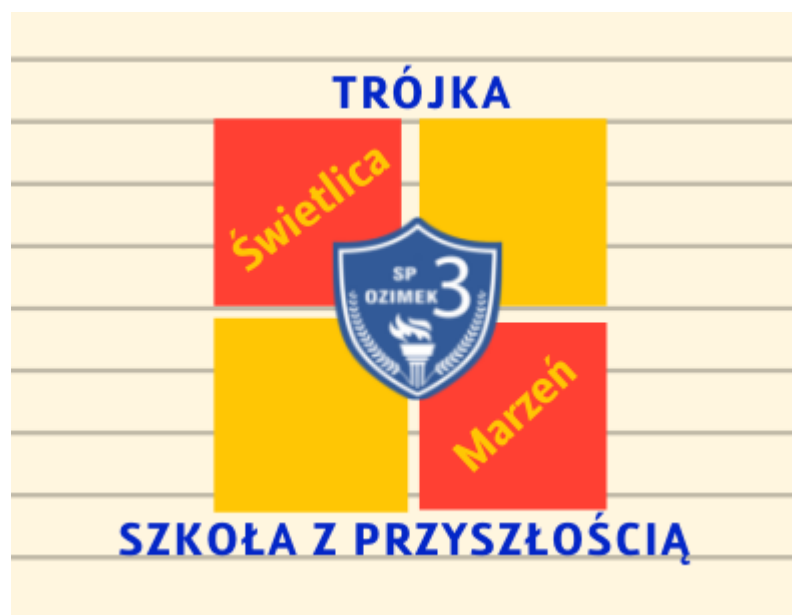 TRÓJKA
Świetlica
SP
OZIMEK 3
Marzeń
SZKOŁA Z PRZYSZŁOŚCIĄ